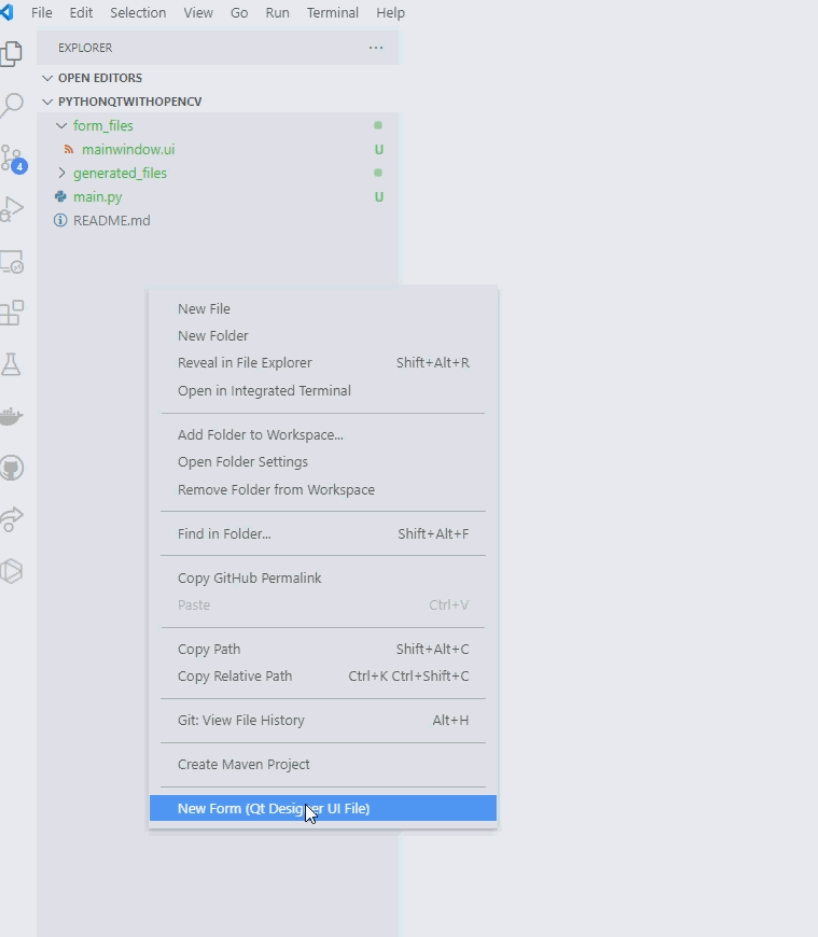 File Edit Selection View Go Run Terminal Help
EXPLORER ...
OPEN EDITORS
PYTHONQTWITHOPENCV
form_files
mainwindow.ui U
4
generated_files
main.py U
README.md
New File
New Folder
Reveal in File Explorer Shift+Alt+R
Open in Integrated Terminal
Add Folder to Workspace...
Open Folder Settings
Remove Folder from Workspace
Find in Folder... Shift+Alt+F
Copy GitHub Permalink
Paste Ctrl+V
Copy Path Shift+Alt+C
Copy Relative Path Ctrl+K Ctrl+Shift+C
Git: View File History Alt+H
Create Maven Project
New Form (Qt Designer UI File)